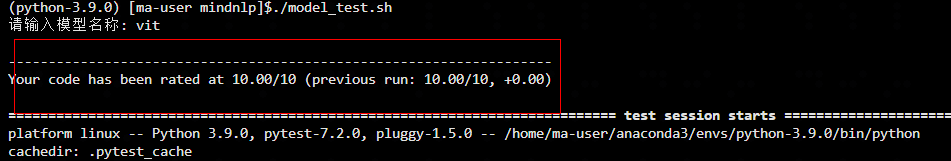 (python-3.9.0) [ma-user mindnlp]$./model_test.sh
请输入模型名称: vit
--------------------------------------------------------------------
Your code has been rated at 10.00/10 (previous run: 10.00/10, +0.00)
============================================================================ test session starts =====================
platform linux -- Python 3.9.0, pytest-7.2.0, pluggy-1.5.0 -- /home/ma-user/anaconda3/envs/python-3.9.0/bin/python
cachedir: .pytest_cache